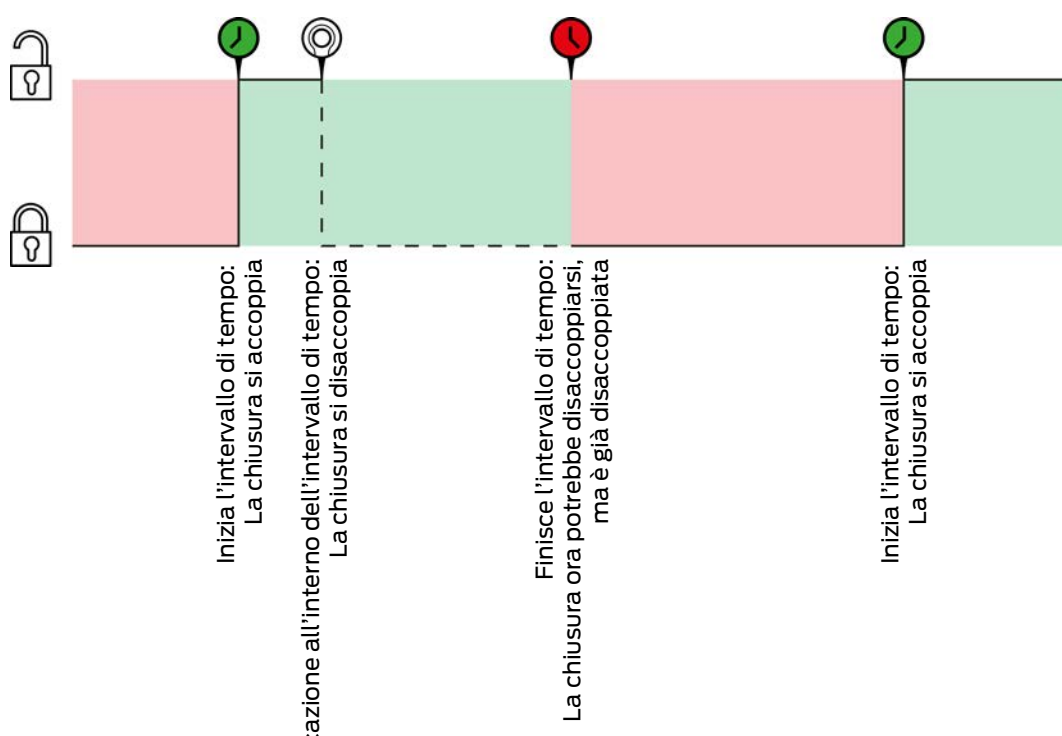 Inizia l'intervallo di tempo:
La chiusura si accoppia
all'interno dell'intervallo di tempo:
La chiusura si disaccoppia
Finisce l'intervallo di tempo:
La chiusura ora potrebbe disaccoppiarsi,
ma è già disaccoppiata
Inizia l'intervallo di tempo:
La chiusura si accoppia